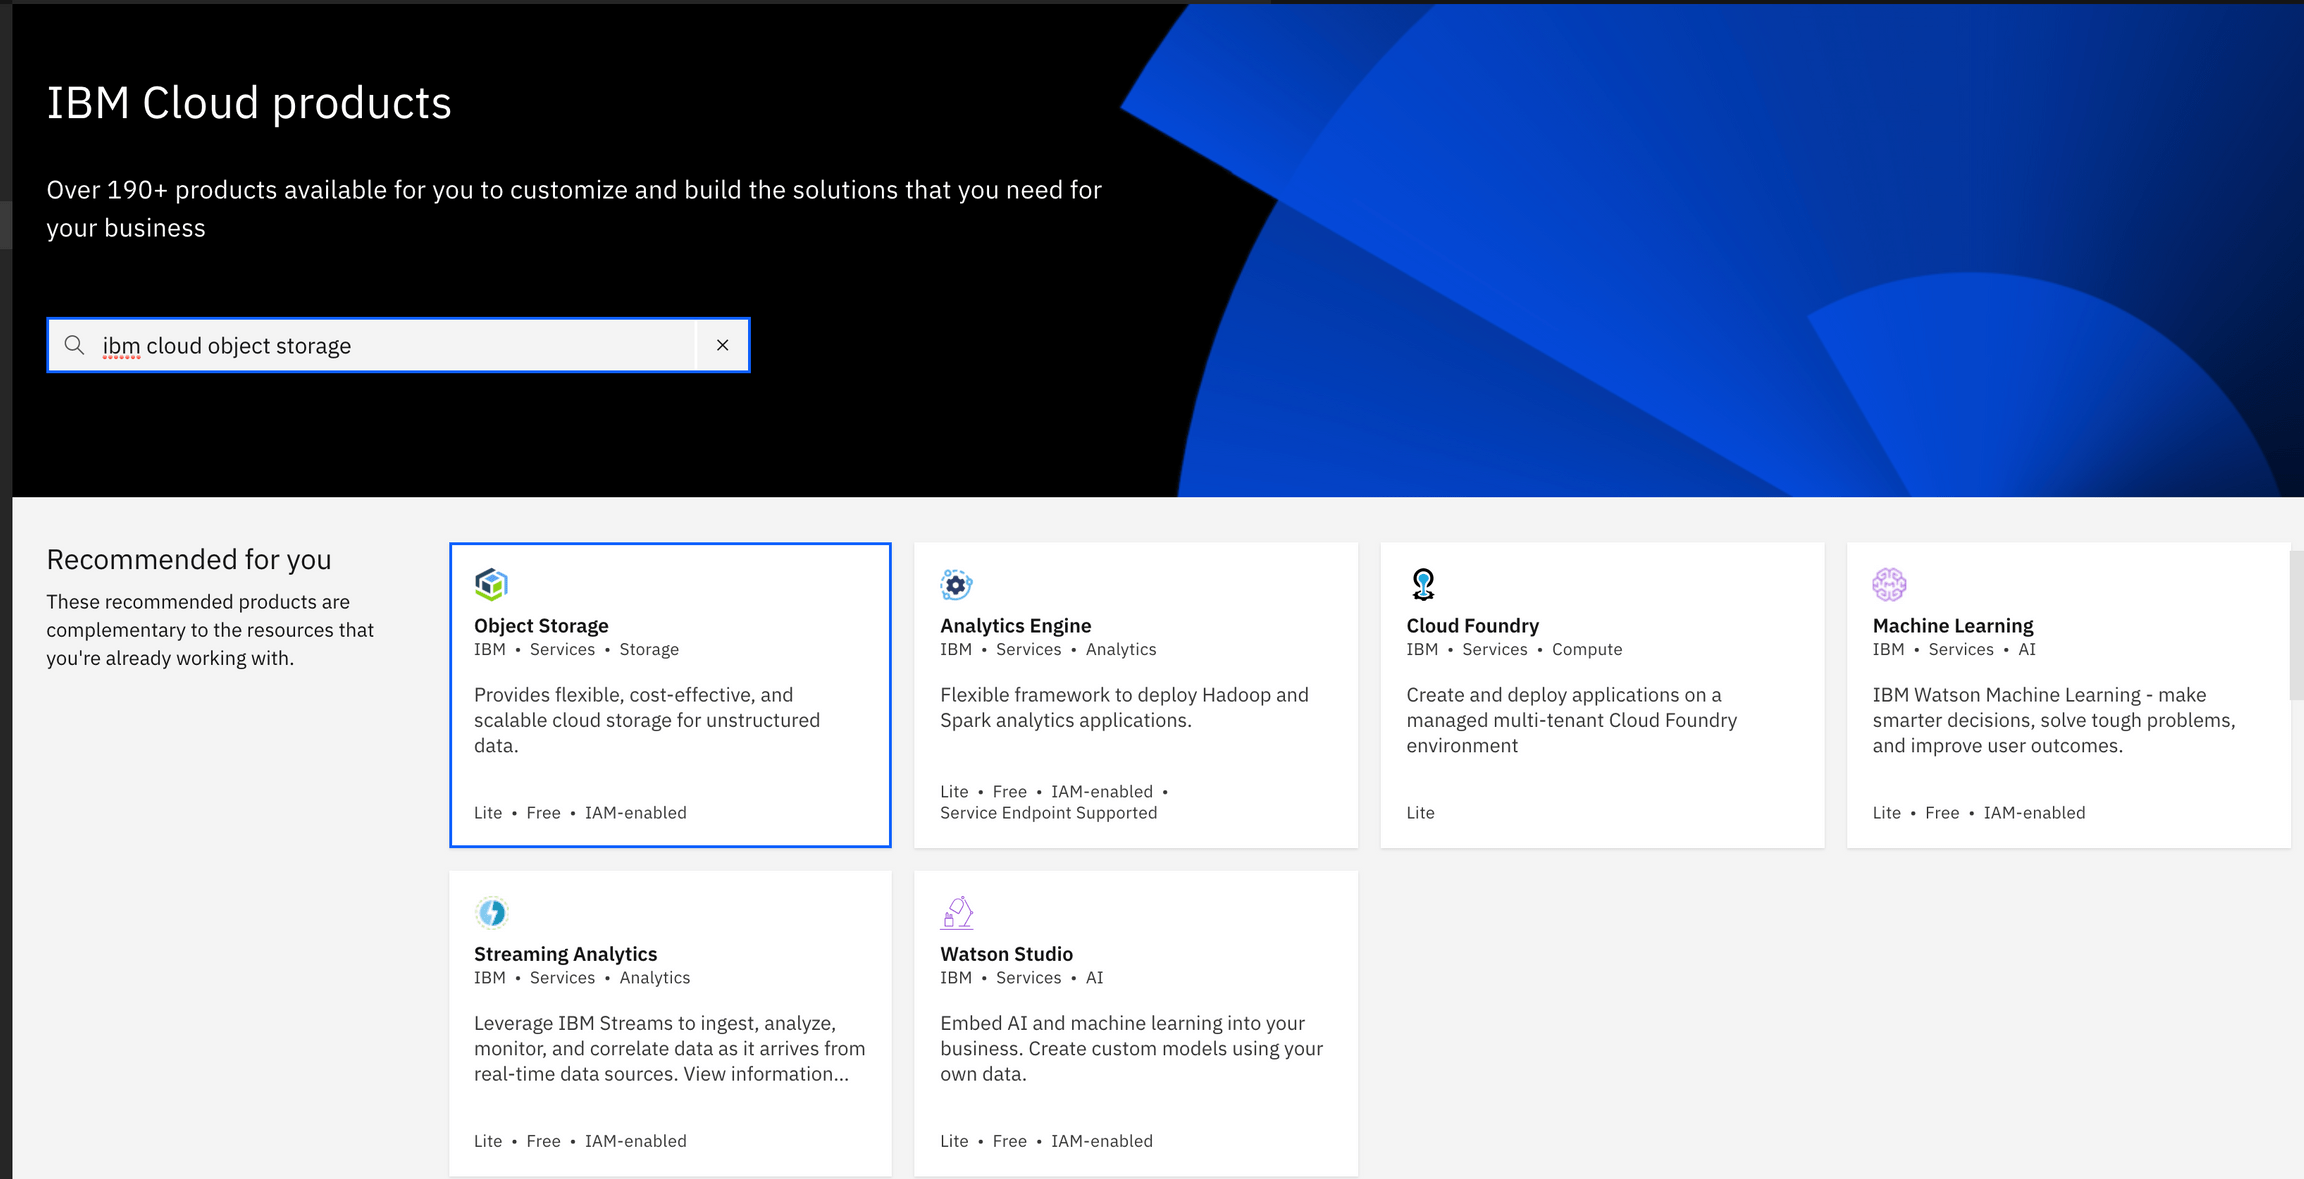 IBM Cloud products
Over 190+ products available for you to customize and build the solutions that you need for
your business
ibm cloud object storage
Recommended for you
These recommended products are
complementary to the resources that
you're already working with.
Object Storage
IBM • Services • Storage
Provides flexible, cost-effective, and
scalable cloud storage for unstructured
data.
Lite • Free • IAM-enabled
Analytics Engine
IBM • Services • Analytics
Flexible framework to deploy Hadoop and
Spark analytics applications.
Lite • Free • IAM-enabled •
Service Endpoint Supported
Cloud Foundry
IBM • Services • Compute
Create and deploy applications on a
managed multi-tenant Cloud Foundry
environment
Lite
Machine Learning
IBM • Services • AI
IBM Watson Machine Learning - make
smarter decisions, solve tough problems,
and improve user outcomes.
Lite • Free • IAM-enabled
Streaming Analytics
IBM • Services • Analytics
Leverage IBM Streams to ingest, analyze,
monitor, and correlate data as it arrives from
real-time data sources. View information...
Lite • Free • IAM-enabled
Watson Studio
IBM • Services • AI
Embed AI and machine learning into your
business. Create custom models using your
own data.
Lite • Free • IAM-enabled